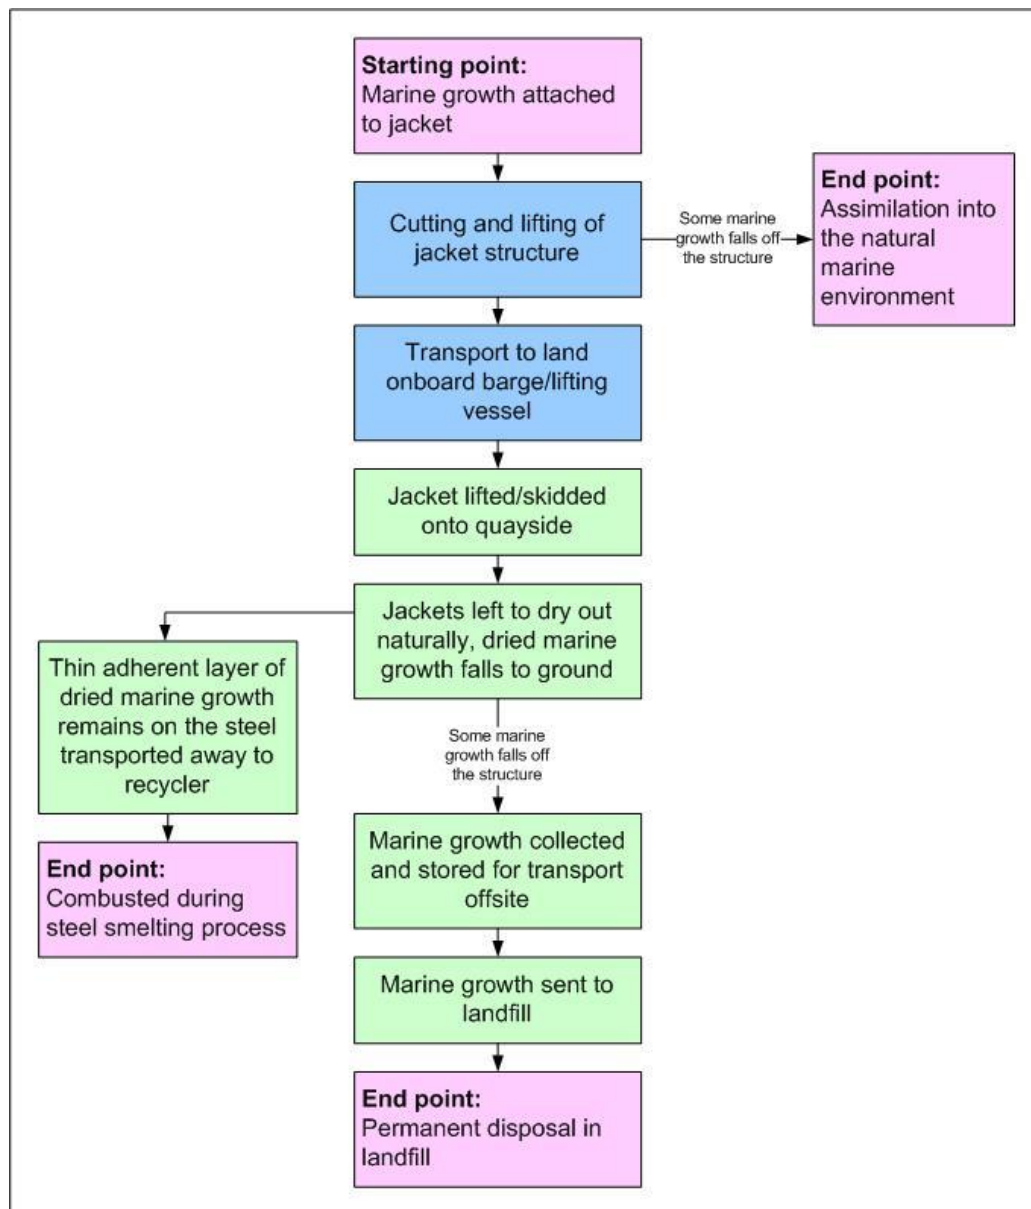 Starting point:
Marine growth attached
to jacket
Cutting and lifting of
jacket structure
Some marine
growth falls off
the structure
End point:
Assimilation into
the natural
marine
environment
Transport to land
onboard barge/lifting
vessel
Jacket lifted/skidded
onto quayside
Jackets left to dry out
naturally, dried marine
growth falls to ground
Thin adherent layer of
dried marine growth
remains on the steel
transported away to
recycler
End point:
Combusted during
steel smelting process
Some marine
growth falls off
the structure
Marine growth collected
and stored for transport
offsite
Marine growth sent to
landfill
End point:
Permanent disposal in
landfill